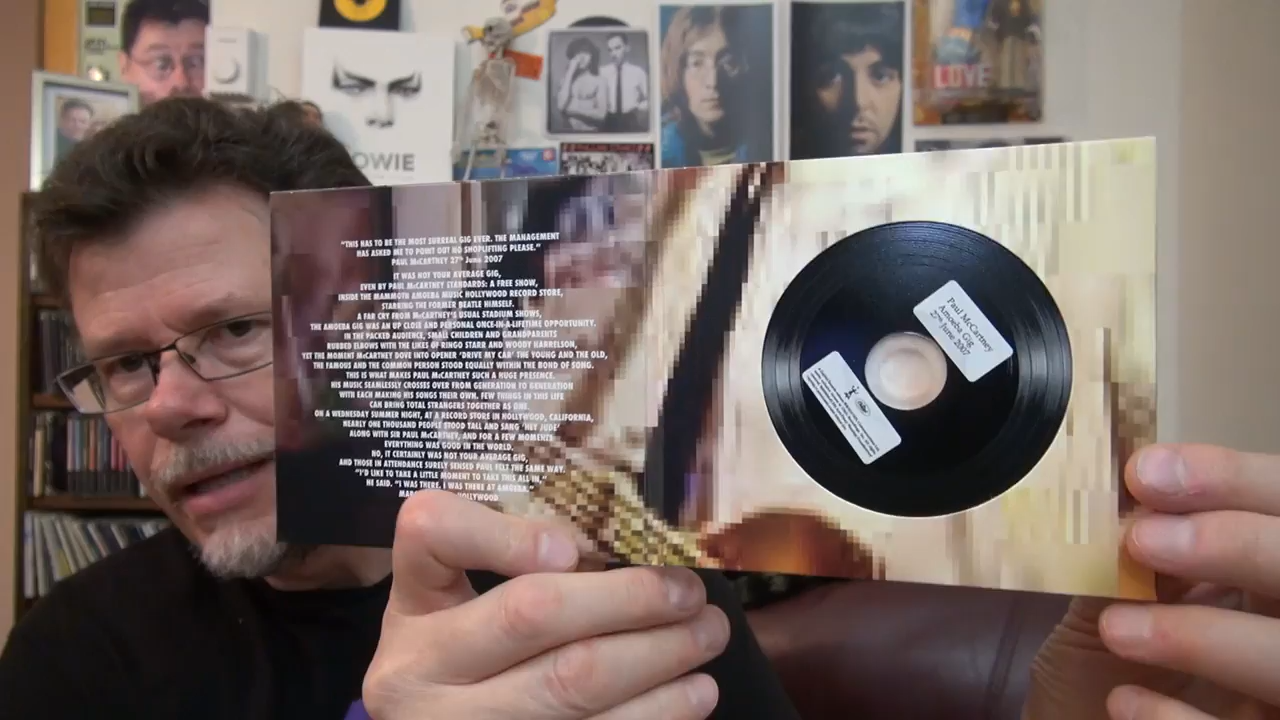 OWIE
LOVE
"THIS HAS TO BE THE MOST SURREAL GIG EVER. THE MANAGEMENT
HAS ASKED ME TO POINT OUT NO SHOPLIFTING PLEASE."
PAUL McCARTNEY 27th June 2007
IT WAS NOT YOUR AVERAGE GIG,
EVEN BY PAUL McCARTNEY STANDARDS: A FREE SHOW,
INSIDE THE MAMMOTH AMOEBA MUSIC HOLLYWOOD RECORD STORE,
STARRING THE FORMER BEATLE HIMSELF.
A FAR CRY FROM McCARTNEY'S USUAL STADIUM SHOWS,
THE AMOEBA GIG WAS AN UP CLOSE AND PERSONAL ONCE-IN-A-LIFETIME OPPORTUNITY.
IN THE PACKED AUDIENCE, SMALL CHILDREN AND GRANDPARENTS
RUBBED ELBOWS WITH THE LIKES OF RINGO STARR AND WOODY HARRELSON,
YET THE MOMENT McCARTNEY DOVE INTO OPENER 'DRIVE MY CAR' THE YOUNG AND THE OLD,
THE FAMOUS AND THE COMMON PERSON STOOD EQUALLY WITHIN THE BOND OF SONG.
THIS IS WHAT MAKES PAUL McCARTNEY SUCH A HUGE PRESENCE.
HIS MUSIC SEAMLESSLY CROSSES OVER FROM GENERATION TO GENERATION
WITH EACH MAKING HIS SONGS THEIR OWN. FEW THINGS IN THIS LIFE
CAN BRING TOTAL STRANGERS TOGETHER AS ONE.
ON A WEDNESDAY SUMMER NIGHT, AT A RECORD STORE IN HOLLYWOOD, CALIFORNIA,
NEARLY ONE THOUSAND PEOPLE STOOD TALL AND SANG 'HEY JUDE'
ALONG WITH SIR PAUL McCARTNEY, AND FOR A FEW MOMENTS
EVERYTHING WAS GOOD IN THE WORLD.
NO, IT CERTAINLY WAS NOT YOUR AVERAGE GIG,
AND THOSE IN ATTENDANCE SURELY SENSED PAUL FELT THE SAME WAY.
"I'D LIKE TO TAKE A LITTLE MOMENT TO TAKE THIS ALL IN,"
HE SAID. "I WAS THERE. I WAS THERE AT AMOEBA."
HOLLYWOOD
Paul McCartney
Amoeba Gig
27th June 2007